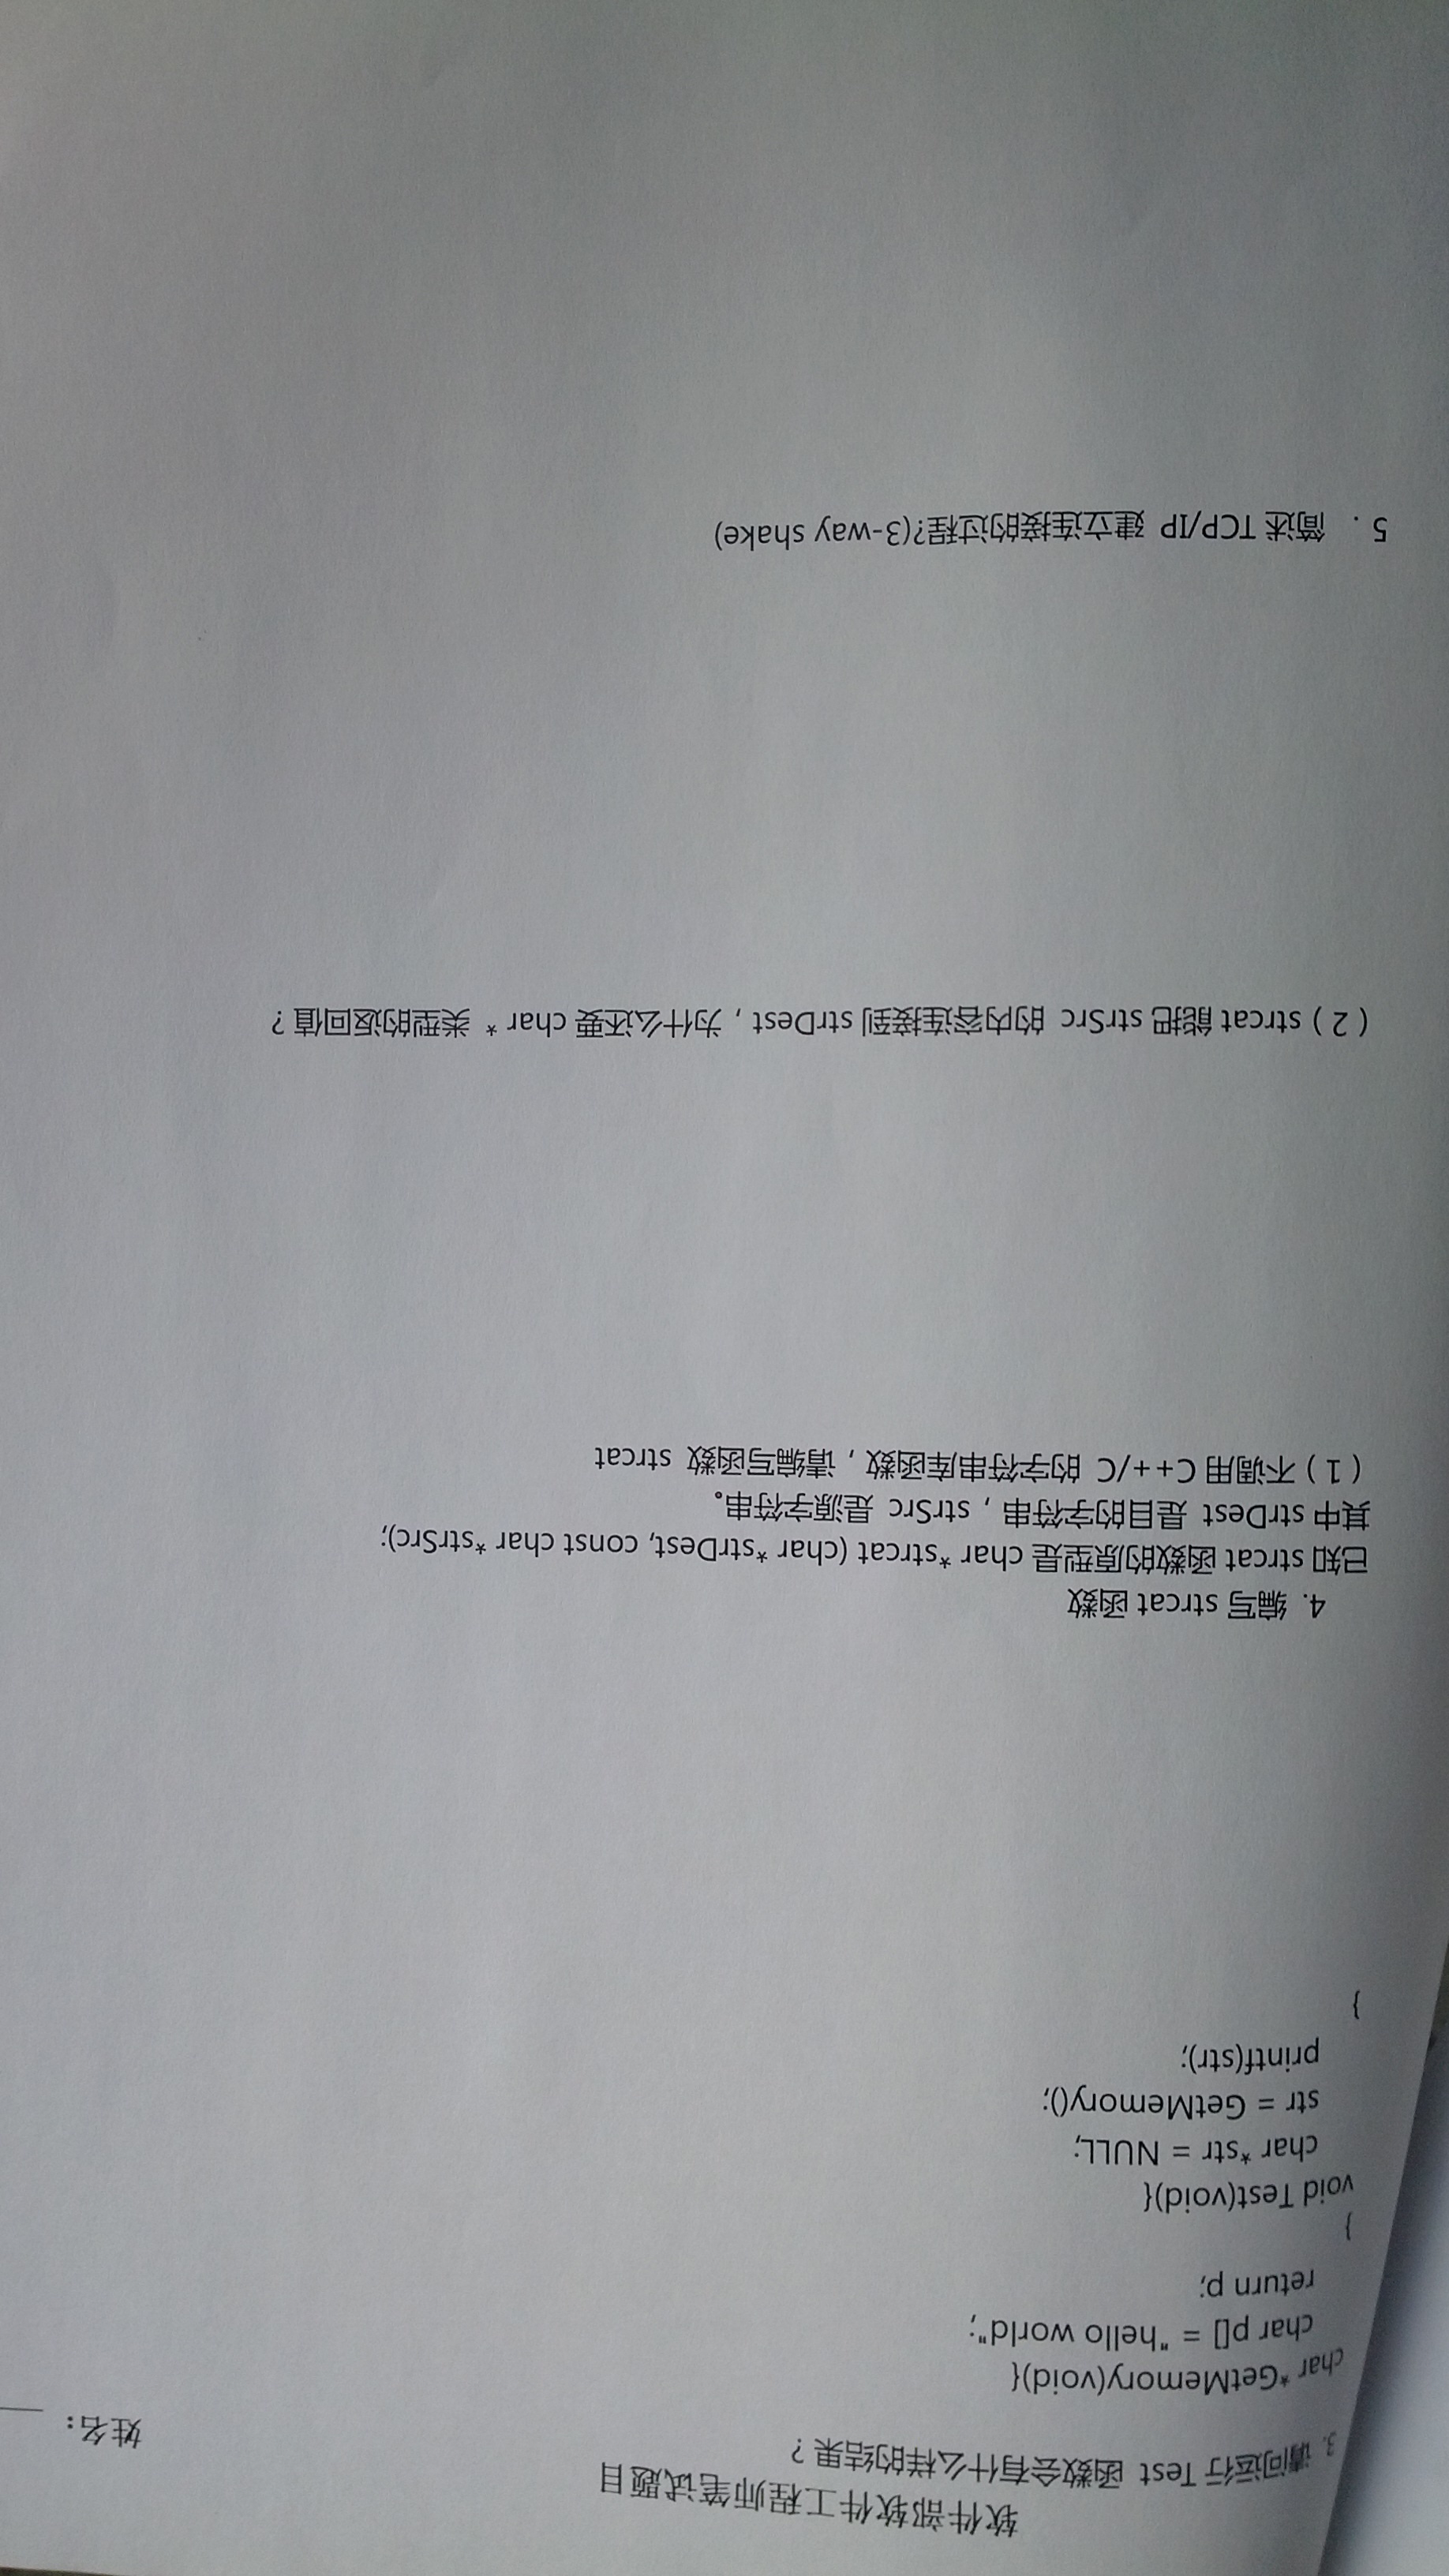 软件部软件工程师笔试题目
姓名：
3. 请问运行 Test 函数会有什么样的结果？
char *GetMemory(void){
char p[] = "hello world";
return p;
}
void Test(void){
char *str = NULL;
str = GetMemory();
printf(str);
}
4. 编写 strcat 函数
已知 strcat 函数的原型是 char *strcat (char *strDest, const char *strSrc);
其中 strDest 是目的字符串，strSrc 是源字符串。
（1）不调用 C++/C 的字符串库函数，请编写函数 strcat
（2）strcat 能把 strSrc 的内容连接到 strDest，为什么还要 char * 类型的返回值？
5． 简述 TCP/IP 建立连接的过程?(3-way shake)